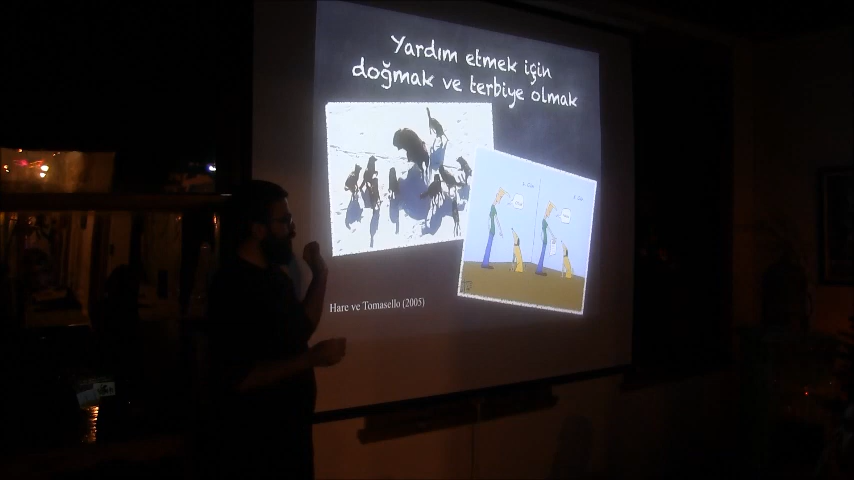 Yardım etmek için
doğmak ve terbiye olmak
Hare ve Tomasello (2005)